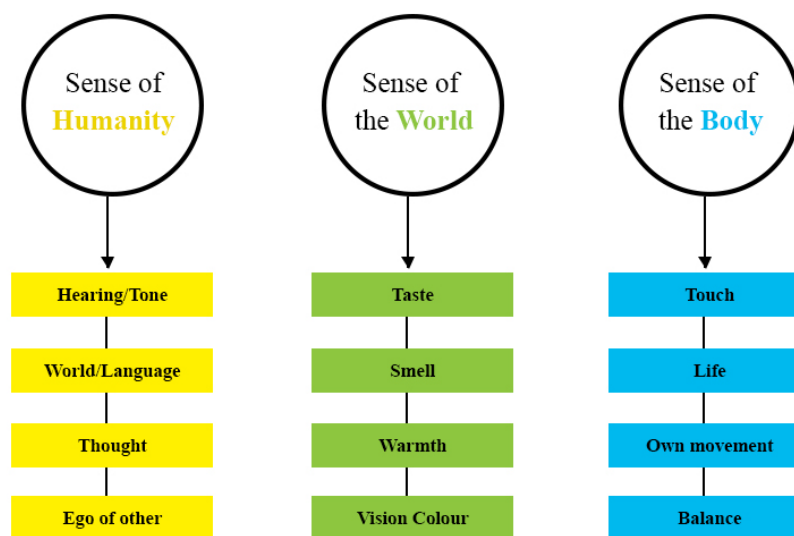 Sense of
Humanity
Hearing/Tone
World/Language
Thought
Ego of other
Sense of
the World
Taste
Smell
Warmth
Vision Colour
Sense of
the Body
Touch
Life
Own movement
Balance